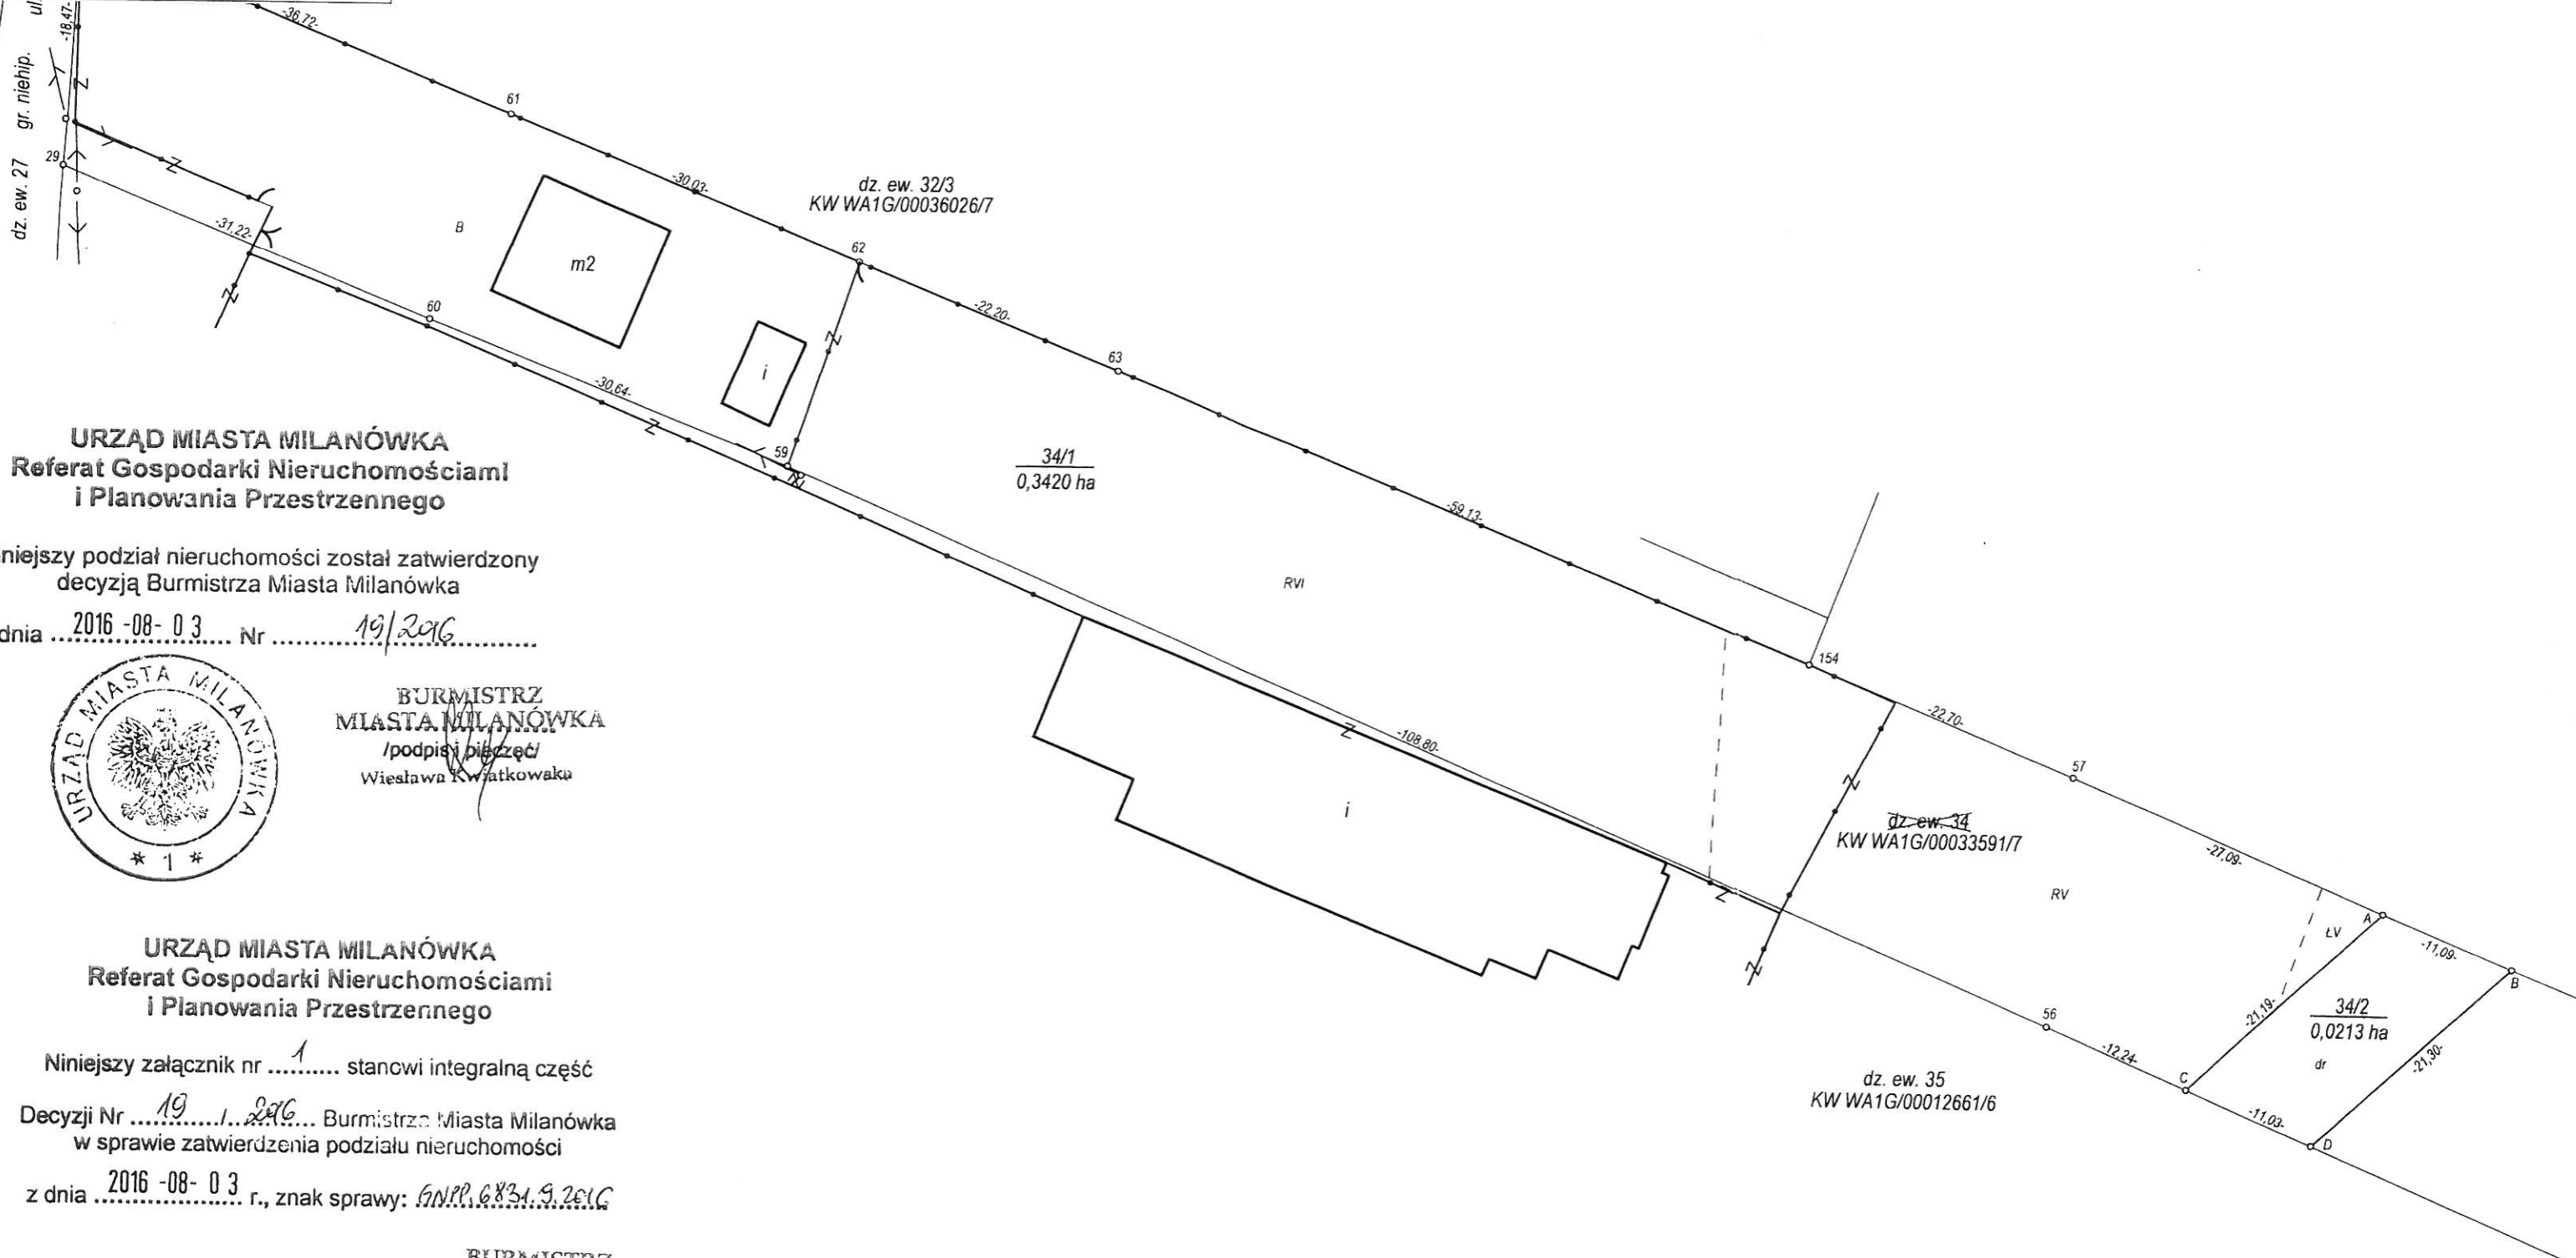 ul.
-18,47-
gr. niehip.
dz. ew. 27
29
-36,72-
61
-30,03-
dz. ew. 32/3
KW WA1G/00036026/7
-31,22-
B
m2
62
60
i
-22,20-
63
-30,64-
59
34/1
0,3420 ha
-59,13-
RVI
154
-22,70-
57
-108,80-
i
dz. ew. 34
KW WA1G/00033591/7
-27,09-
RV
A
ŁV
-11,09-
B
-21,19-
34/2
0,0213 ha
dr
-21,30-
56
-12,24-
C
-11,03-
D
dz. ew. 35
KW WA1G/00012661/6
URZĄD MIASTA MILANÓWKA
Referat Gospodarki Nieruchomościami
i Planowania Przestrzennego
niejszy podział nieruchomości został zatwierdzony
decyzją Burmistrza Miasta Milanówka
dnia 2016 -08- 03 Nr 19/2016
URZĄD MIASTA MILANÓWKA
* 1 *
BURMISTRZ
MIASTA MILANÓWKA
/podpis i pieczęć/
Wiesława Kwiatkowska
URZĄD MIASTA MILANÓWKA
Referat Gospodarki Nieruchomościami
i Planowania Przestrzennego
Niniejszy załącznik nr 1 stanowi integralną część
Decyzji Nr 19 / 2016 Burmistrza Miasta Milanówka
w sprawie zatwierdzenia podziału nieruchomości
z dnia 2016 -08- 03 r., znak sprawy: GNPP.6831.9.2016
BURMISTRZ